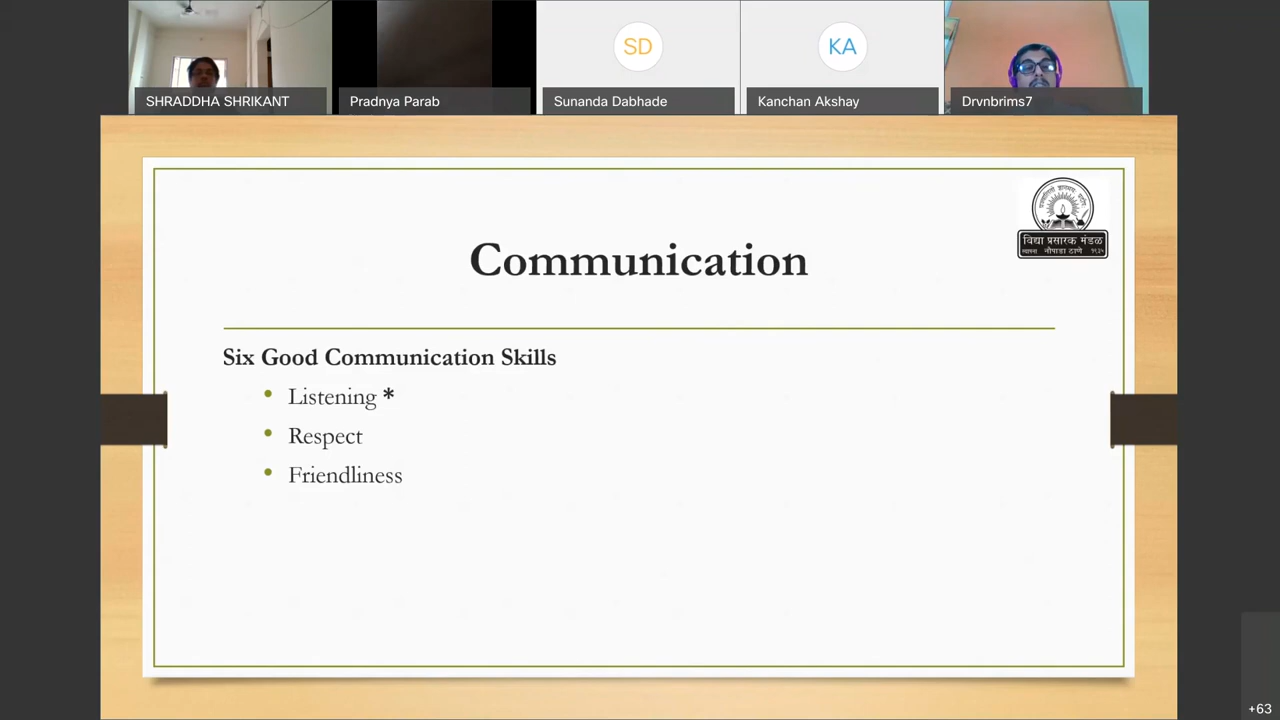 SHRADDHA SHRIKANT
Pradnya Parab
SD
Sunanda Dabhade
KA
Kanchan Akshay
Drvnbrims7
विद्या प्रसारक मंडळ
नौपाडा ठाणे
Communication
Six Good Communication Skills
• Listening *
• Respect
• Friendliness
+63